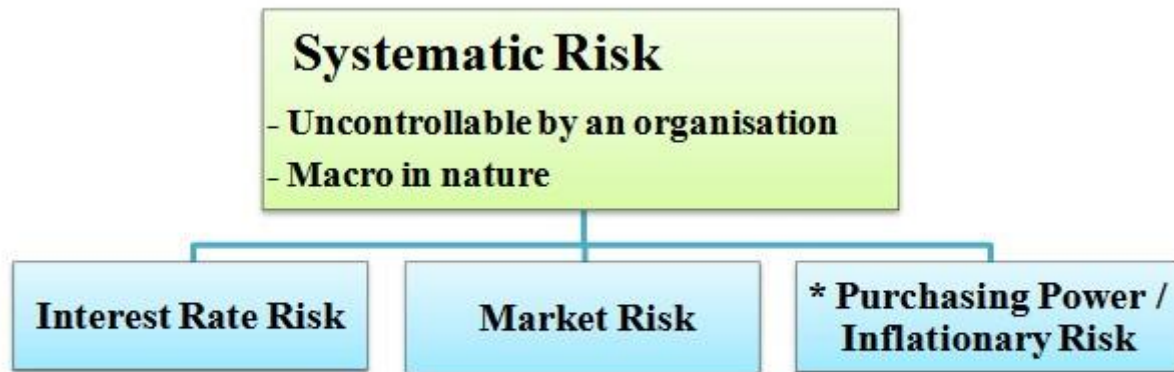 Systematic Risk
- Uncontrollable by an organisation
- Macro in nature
Interest Rate Risk
Market Risk
* Purchasing Power /
Inflationary Risk